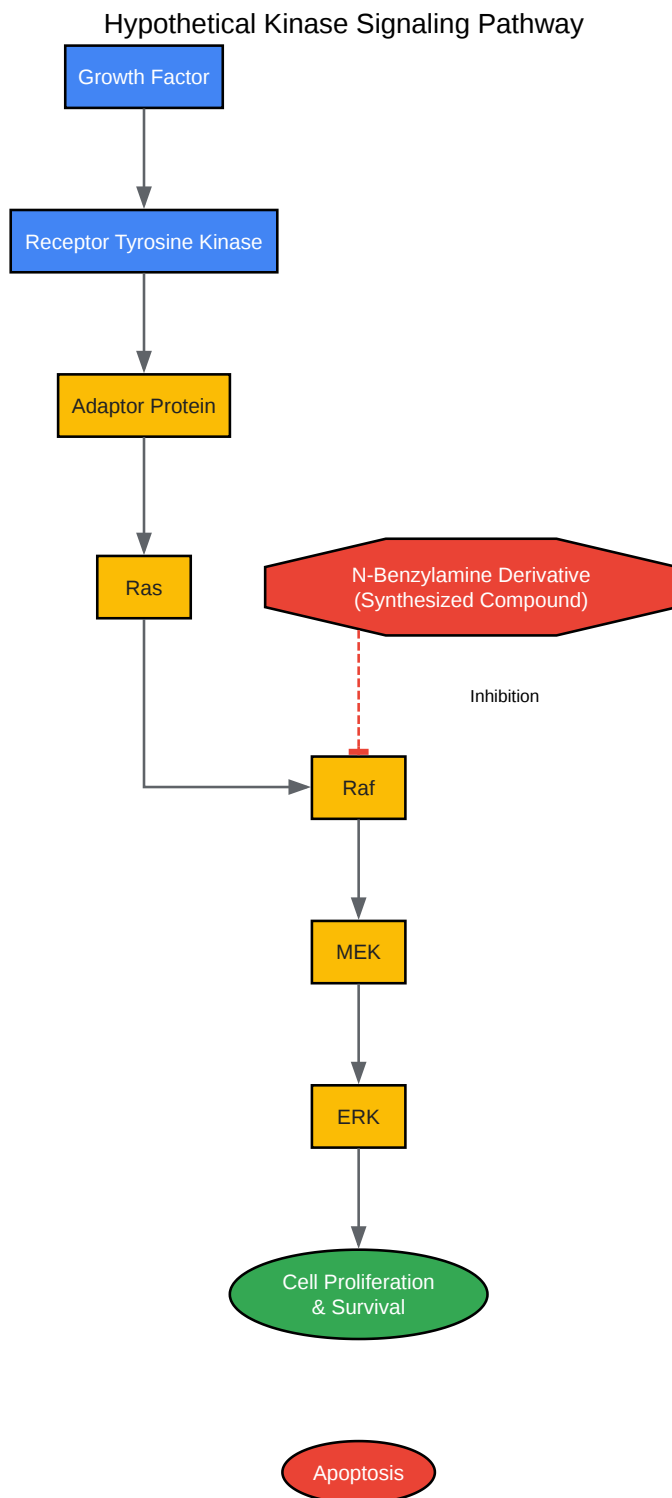 Hypothetical Kinase Signaling Pathway
Growth Factor
Receptor Tyrosine Kinase
Adaptor Protein
Ras
N-Benzylamine Derivative
(Synthesized Compound)
Inhibition
Raf
MEK
ERK
Cell Proliferation
& Survival
Apoptosis